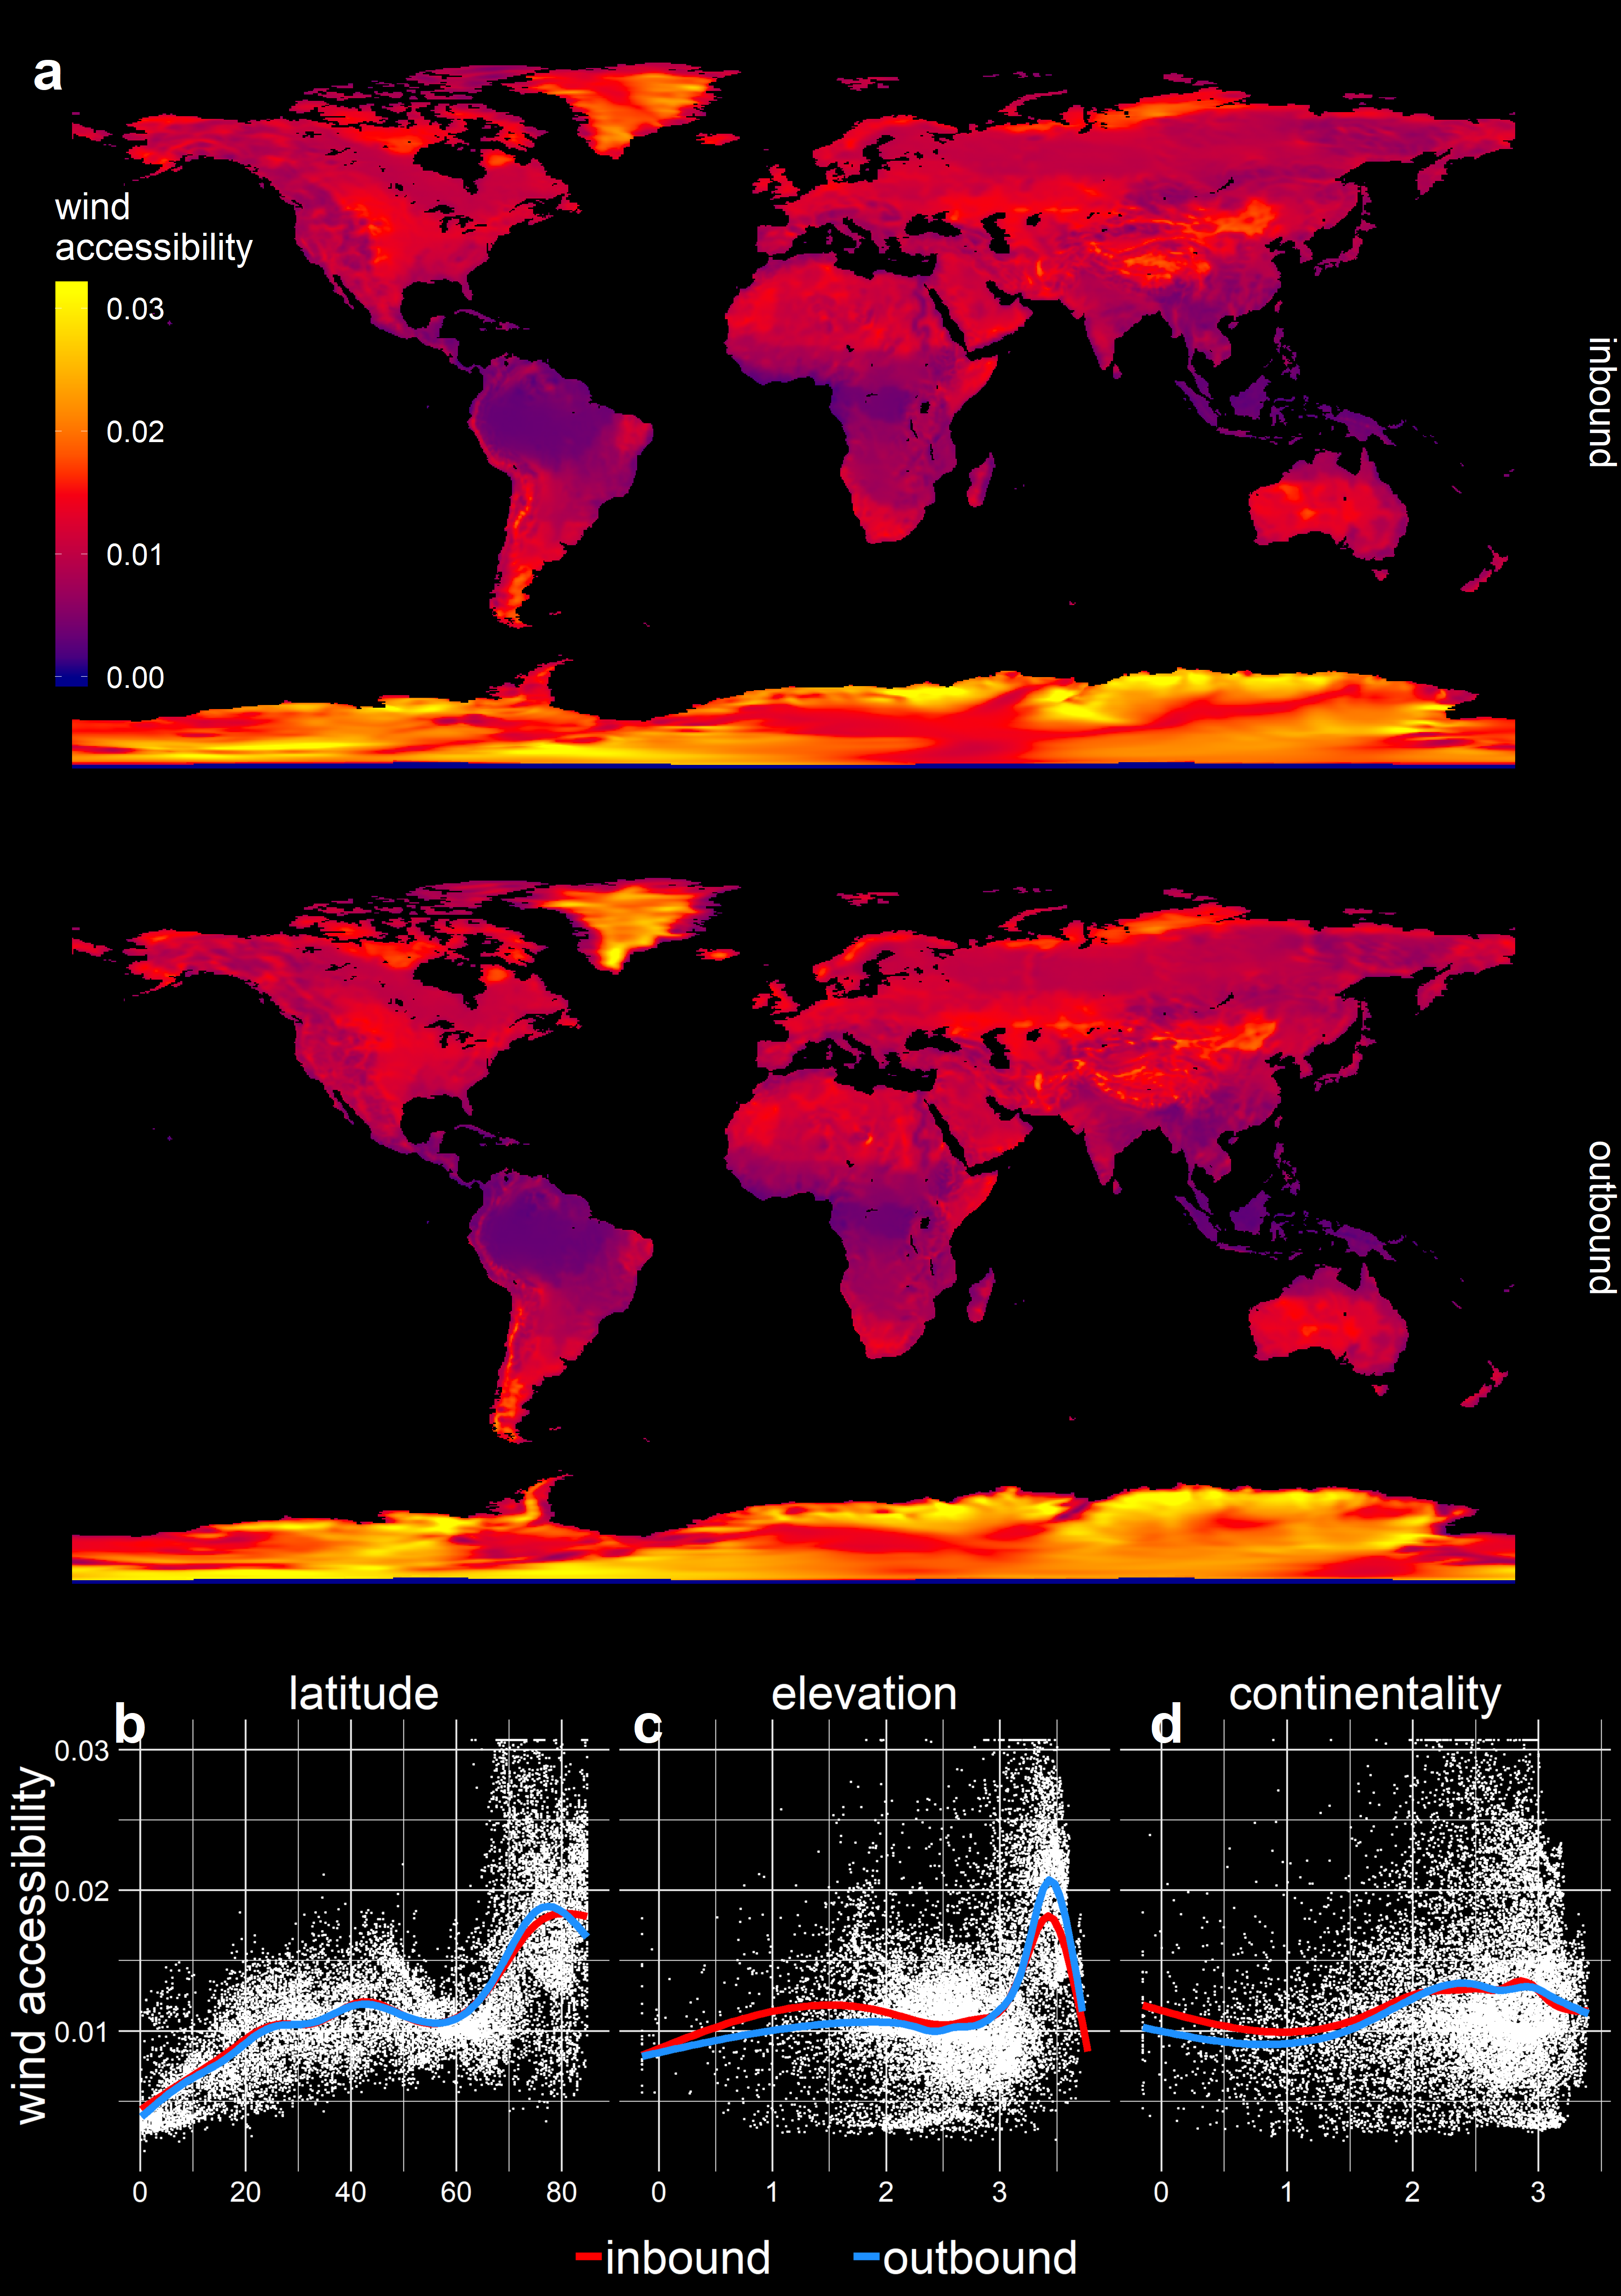 a
wind
accessibility
0.03
0.02
0.01
0.00
inbound
outbound
latitude
elevation
continentality
b
c
d
wind accessibility
0.03
0.02
0.01
0 20 40 60 80
0 1 2 3
0 1 2 3
inbound outbound